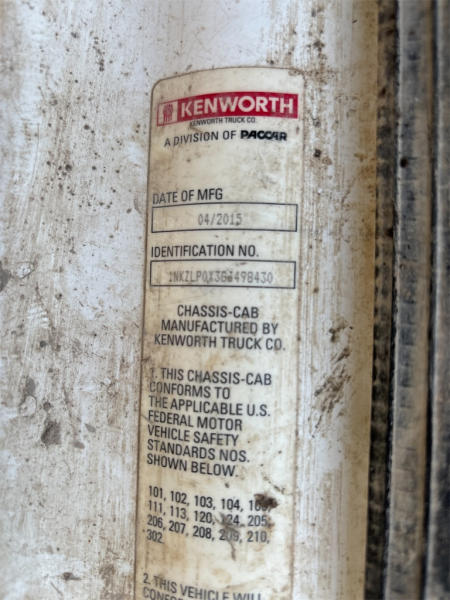 KENWORTH
KENWORTH TRUCK CO.
A DIVISION OF PACCAR
DATE OF MFG
04/2015
IDENTIFICATION NO.
1NKZLP0X3GJ498430
CHASSIS-CAB
MANUFACTURED BY
KENWORTH TRUCK CO.
1. THIS CHASSIS-CAB
CONFORMS TO
THE APPLICABLE U.S.
FEDERAL MOTOR
VEHICLE SAFETY
STANDARDS NOS.
SHOWN BELOW.
101, 102, 103, 104,
111, 113, 120, 124, 205,
206, 207, 208, 209, 210,
302
2. THIS VEHICLE WILL